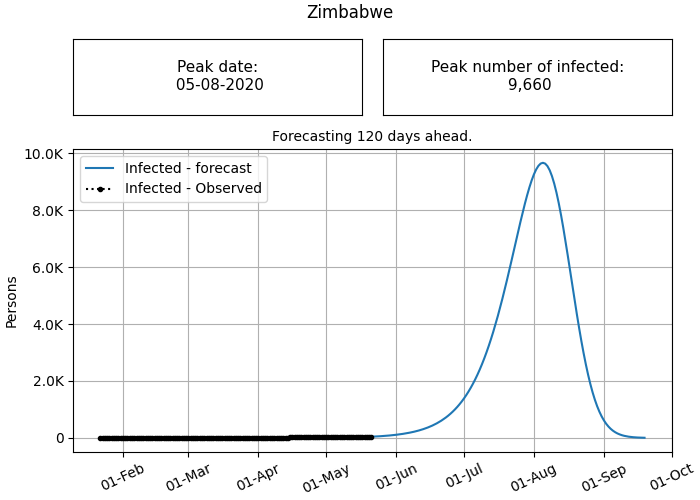 Zimbabwe
Peak date:
05-08-2020
Peak number of infected:
9,660
Forecasting 120 days ahead.
10.0K
8.0K
6.0K
4.0K
2.0K
0
Persons
Infected - forecast
Infected - Observed
01-Feb
01-Mar
01-Apr
01-May
01-Jun
01-Jul
01-Aug
01-Sep
01-Oct